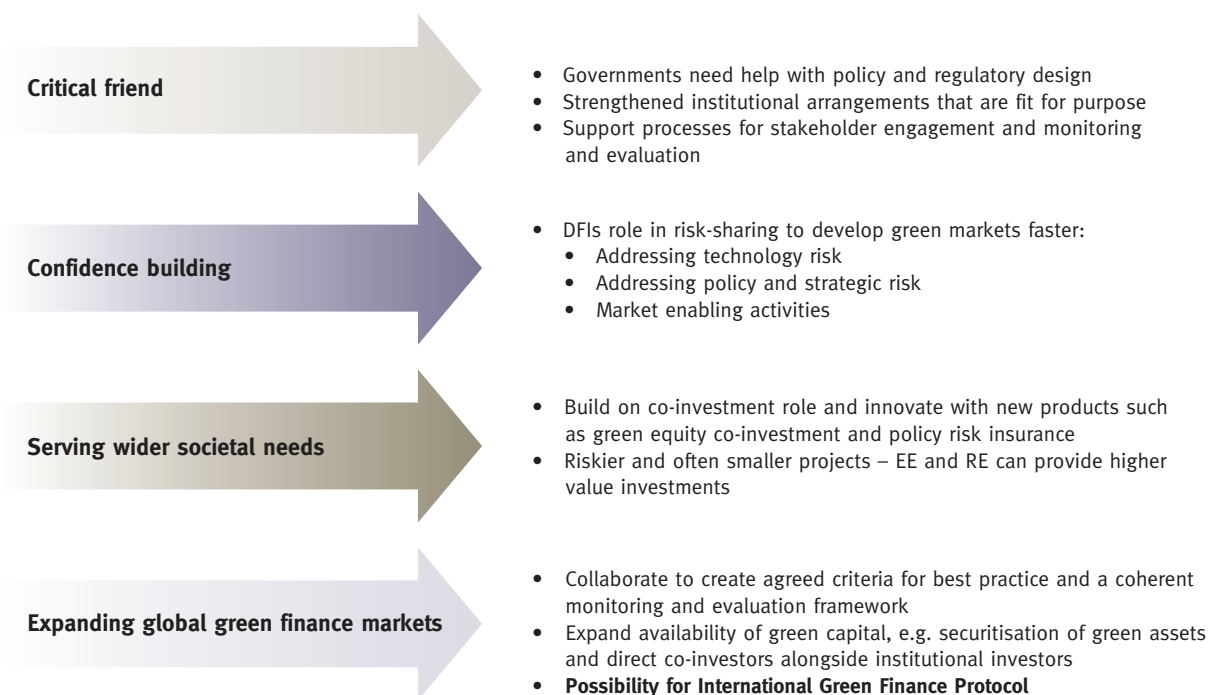 Critical friend
• Governments need help with policy and regulatory design
• Strengthened institutional arrangements that are fit for purpose
• Support processes for stakeholder engagement and monitoring
and evaluation
Confidence building
• DFIs role in risk-sharing to develop green markets faster:
• Addressing technology risk
• Addressing policy and strategic risk
• Market enabling activities
Serving wider societal needs
• Build on co-investment role and innovate with new products such
as green equity co-investment and policy risk insurance
• Riskier and often smaller projects – EE and RE can provide higher
value investments
Expanding global green finance markets
• Collaborate to create agreed criteria for best practice and a coherent
monitoring and evaluation framework
• Expand availability of green capital, e.g. securitisation of green assets
and direct co-investors alongside institutional investors
• Possibility for International Green Finance Protocol